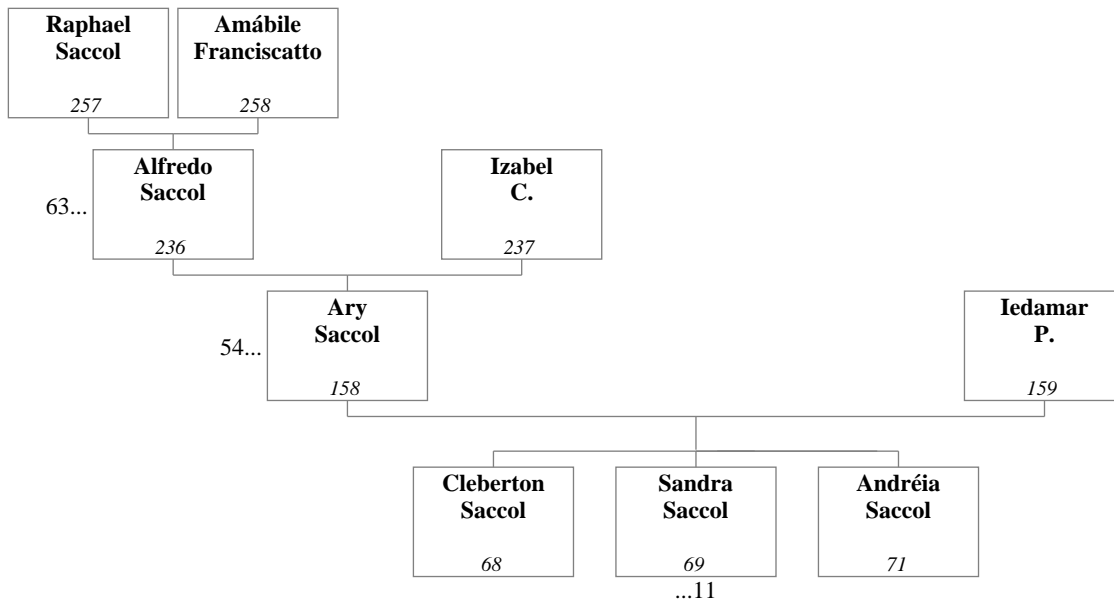 Raphael
Saccol
257
Amábile
Franciscatto
258
63...
Alfredo
Saccol
236
Izabel
C.
237
54...
Ary
Saccol
158
Iedamar
P.
159
Cleberton
Saccol
68
Sandra
Saccol
69
...11
Andréia
Saccol
71